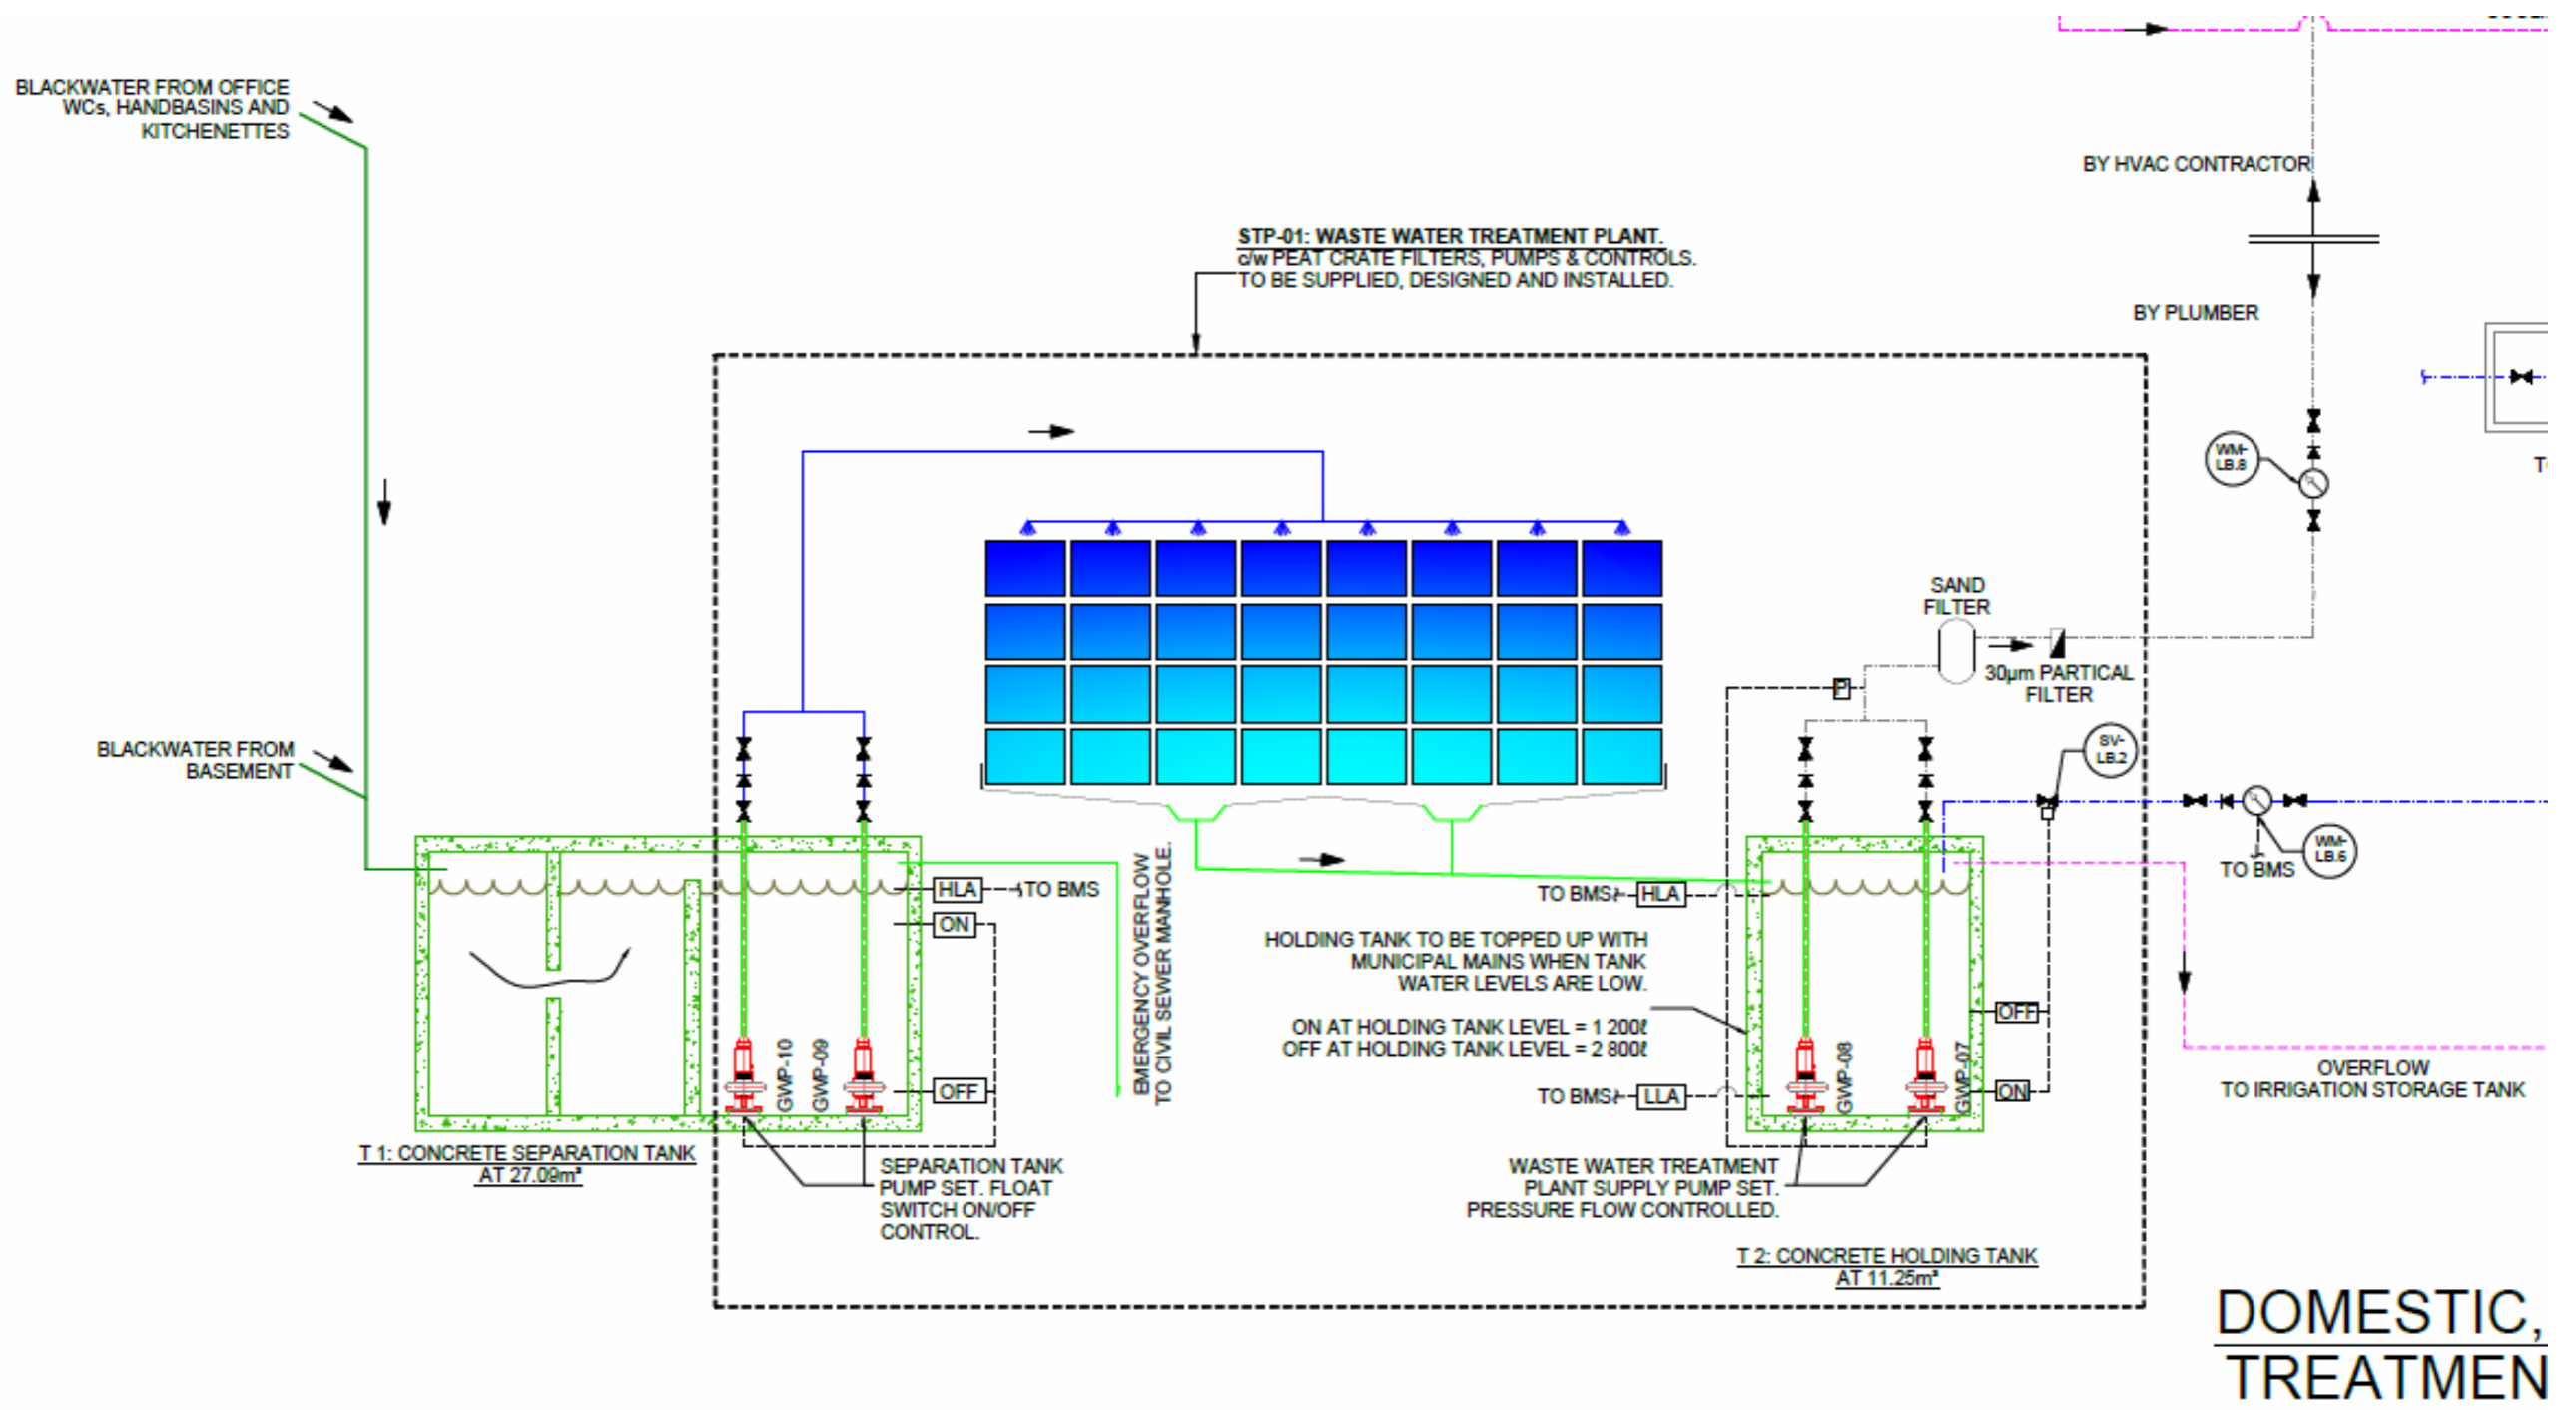 BLACKWATER FROM OFFICE
WCs, HANDBASINS AND
KITCHENETTES
BY HVAC CONTRACTOR
STP-01: WASTE WATER TREATMENT PLANT.
c/w PEAT CRATE FILTERS, PUMPS & CONTROLS.
TO BE SUPPLIED, DESIGNED AND INSTALLED.
BY PLUMBER
WM-
LB.8
SAND
FILTER
30µm PARTICAL
FILTER
P
SV-
LB.2
BLACKWATER FROM
BASEMENT
WM-
LB.6
TO BMS
HLA
TO BMS
ON
OFF
EMERGENCY OVERFLOW
TO CIVIL SEWER MANHOLE.
TO BMS
HLA
HOLDING TANK TO BE TOPPED UP WITH
MUNICIPAL MAINS WHEN TANK
WATER LEVELS ARE LOW.
ON AT HOLDING TANK LEVEL = 1 200ℓ
OFF AT HOLDING TANK LEVEL = 2 800ℓ
TO BMS
LLA
OFF
ON
GWP-10
GWP-09
GWP-08
GWP-07
OVERFLOW
TO IRRIGATION STORAGE TANK
T 1: CONCRETE SEPARATION TANK
AT 27.09m³
SEPARATION TANK
PUMP SET. FLOAT
SWITCH ON/OFF
CONTROL.
WASTE WATER TREATMENT
PLANT SUPPLY PUMP SET.
PRESSURE FLOW CONTROLLED.
T 2: CONCRETE HOLDING TANK
AT 11.25m³
DOMESTIC,
TREATMEN